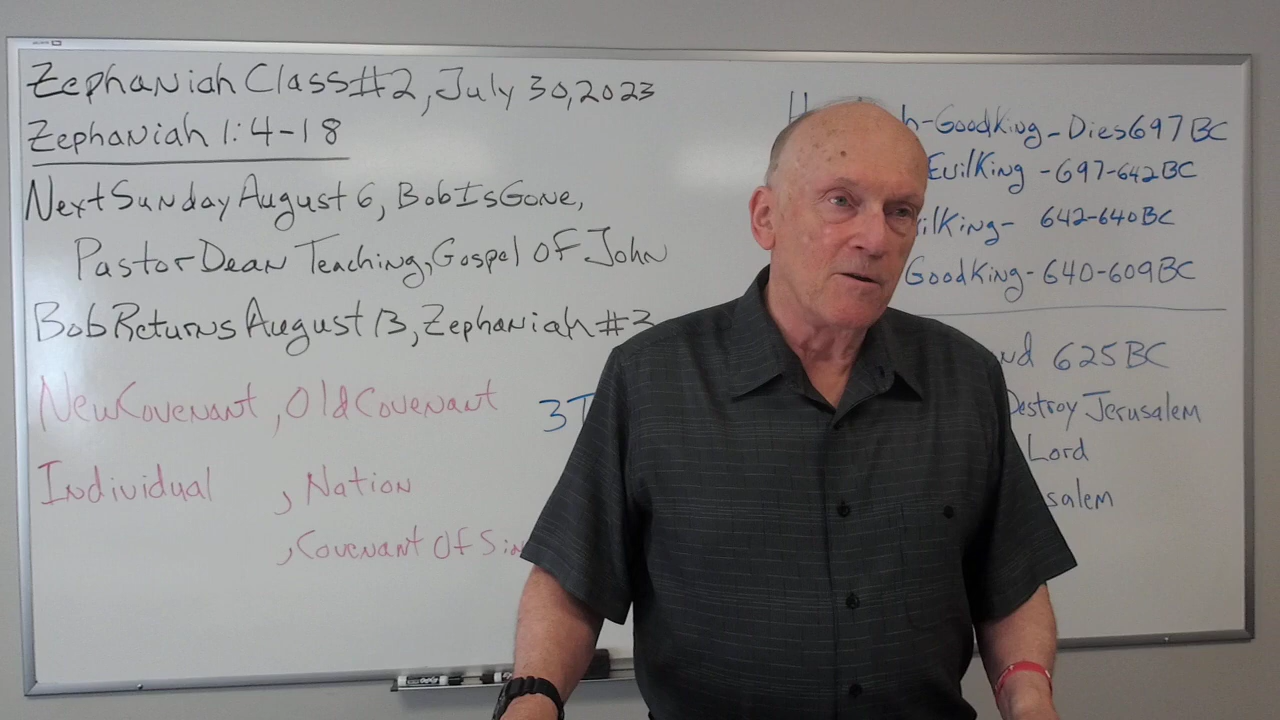 Zephaniah Class #2, July 30, 2023
Zephaniah 1:4-18
Next Sunday August 6, Bob Is Gone,
Pastor Dean Teaching, Gospel Of John
Bob Returns August 13, Zephaniah #3
New Covenant, Old Covenant
Individual , Nation
, Covenant Of
-Good King - Dies 697 BC
Evil King - 697-642 BC
King - 642-640 BC
Good King - 640-609 BC
625 BC
3
Destroy Jerusalem
Lord